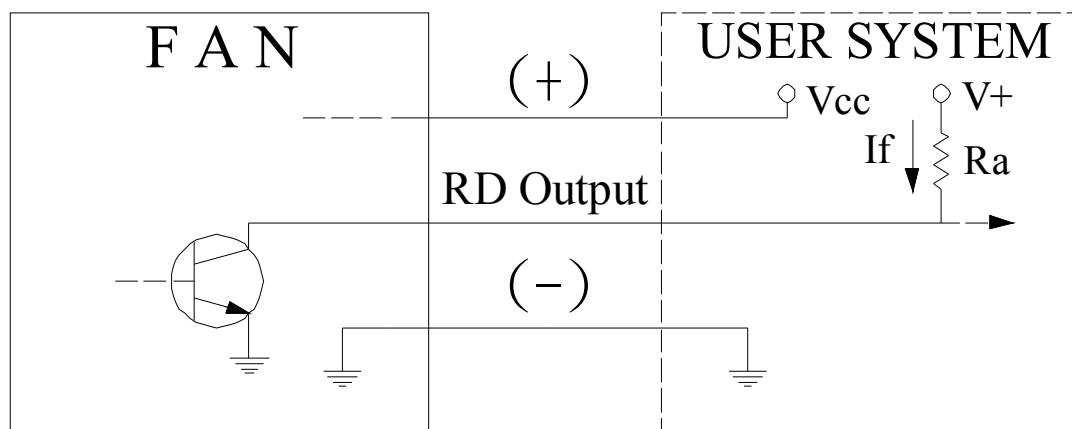 F A N
USER SYSTEM
(+)
Vcc
V+
If
Ra
RD Output
(−)